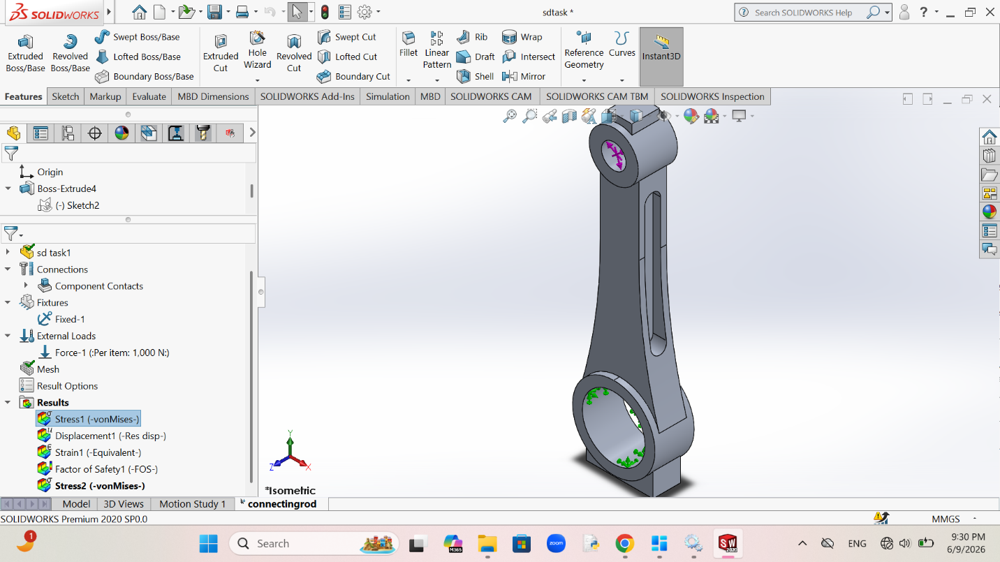 SOLIDWORKS
sdtask *
Search SOLIDWORKS Help
?
Extruded Boss/Base
Revolved Boss/Base
Swept Boss/Base
Lofted Boss/Base
Boundary Boss/Base
Extruded Cut
Hole Wizard
Revolved Cut
Swept Cut
Lofted Cut
Boundary Cut
Fillet
Linear Pattern
Rib
Draft
Shell
Wrap
Intersect
Mirror
Reference Geometry
Curves
Instant3D
Features
Sketch
Markup
Evaluate
MBD Dimensions
SOLIDWORKS Add-Ins
Simulation
MBD
SOLIDWORKS CAM
SOLIDWORKS CAM TBM
SOLIDWORKS Inspection
Origin
Boss-Extrude4
(-) Sketch2
sd task1
Connections
Component Contacts
Fixtures
Fixed-1
External Loads
Force-1 (:Per item: 1,000 N:)
Mesh
Result Options
Results
Stress1 (-vonMises-)
Displacement1 (-Res disp-)
Strain1 (-Equivalent-)
Factor of Safety1 (-FOS-)
Stress2 (-vonMises-)
Y
Z
X
*Isometric
Model
3D Views
Motion Study 1
connectingrod
SOLIDWORKS Premium 2020 SP0.0
MMGS
1
Search
M365
zoom
SW
2020
ENG
9:30 PM
6/9/2026